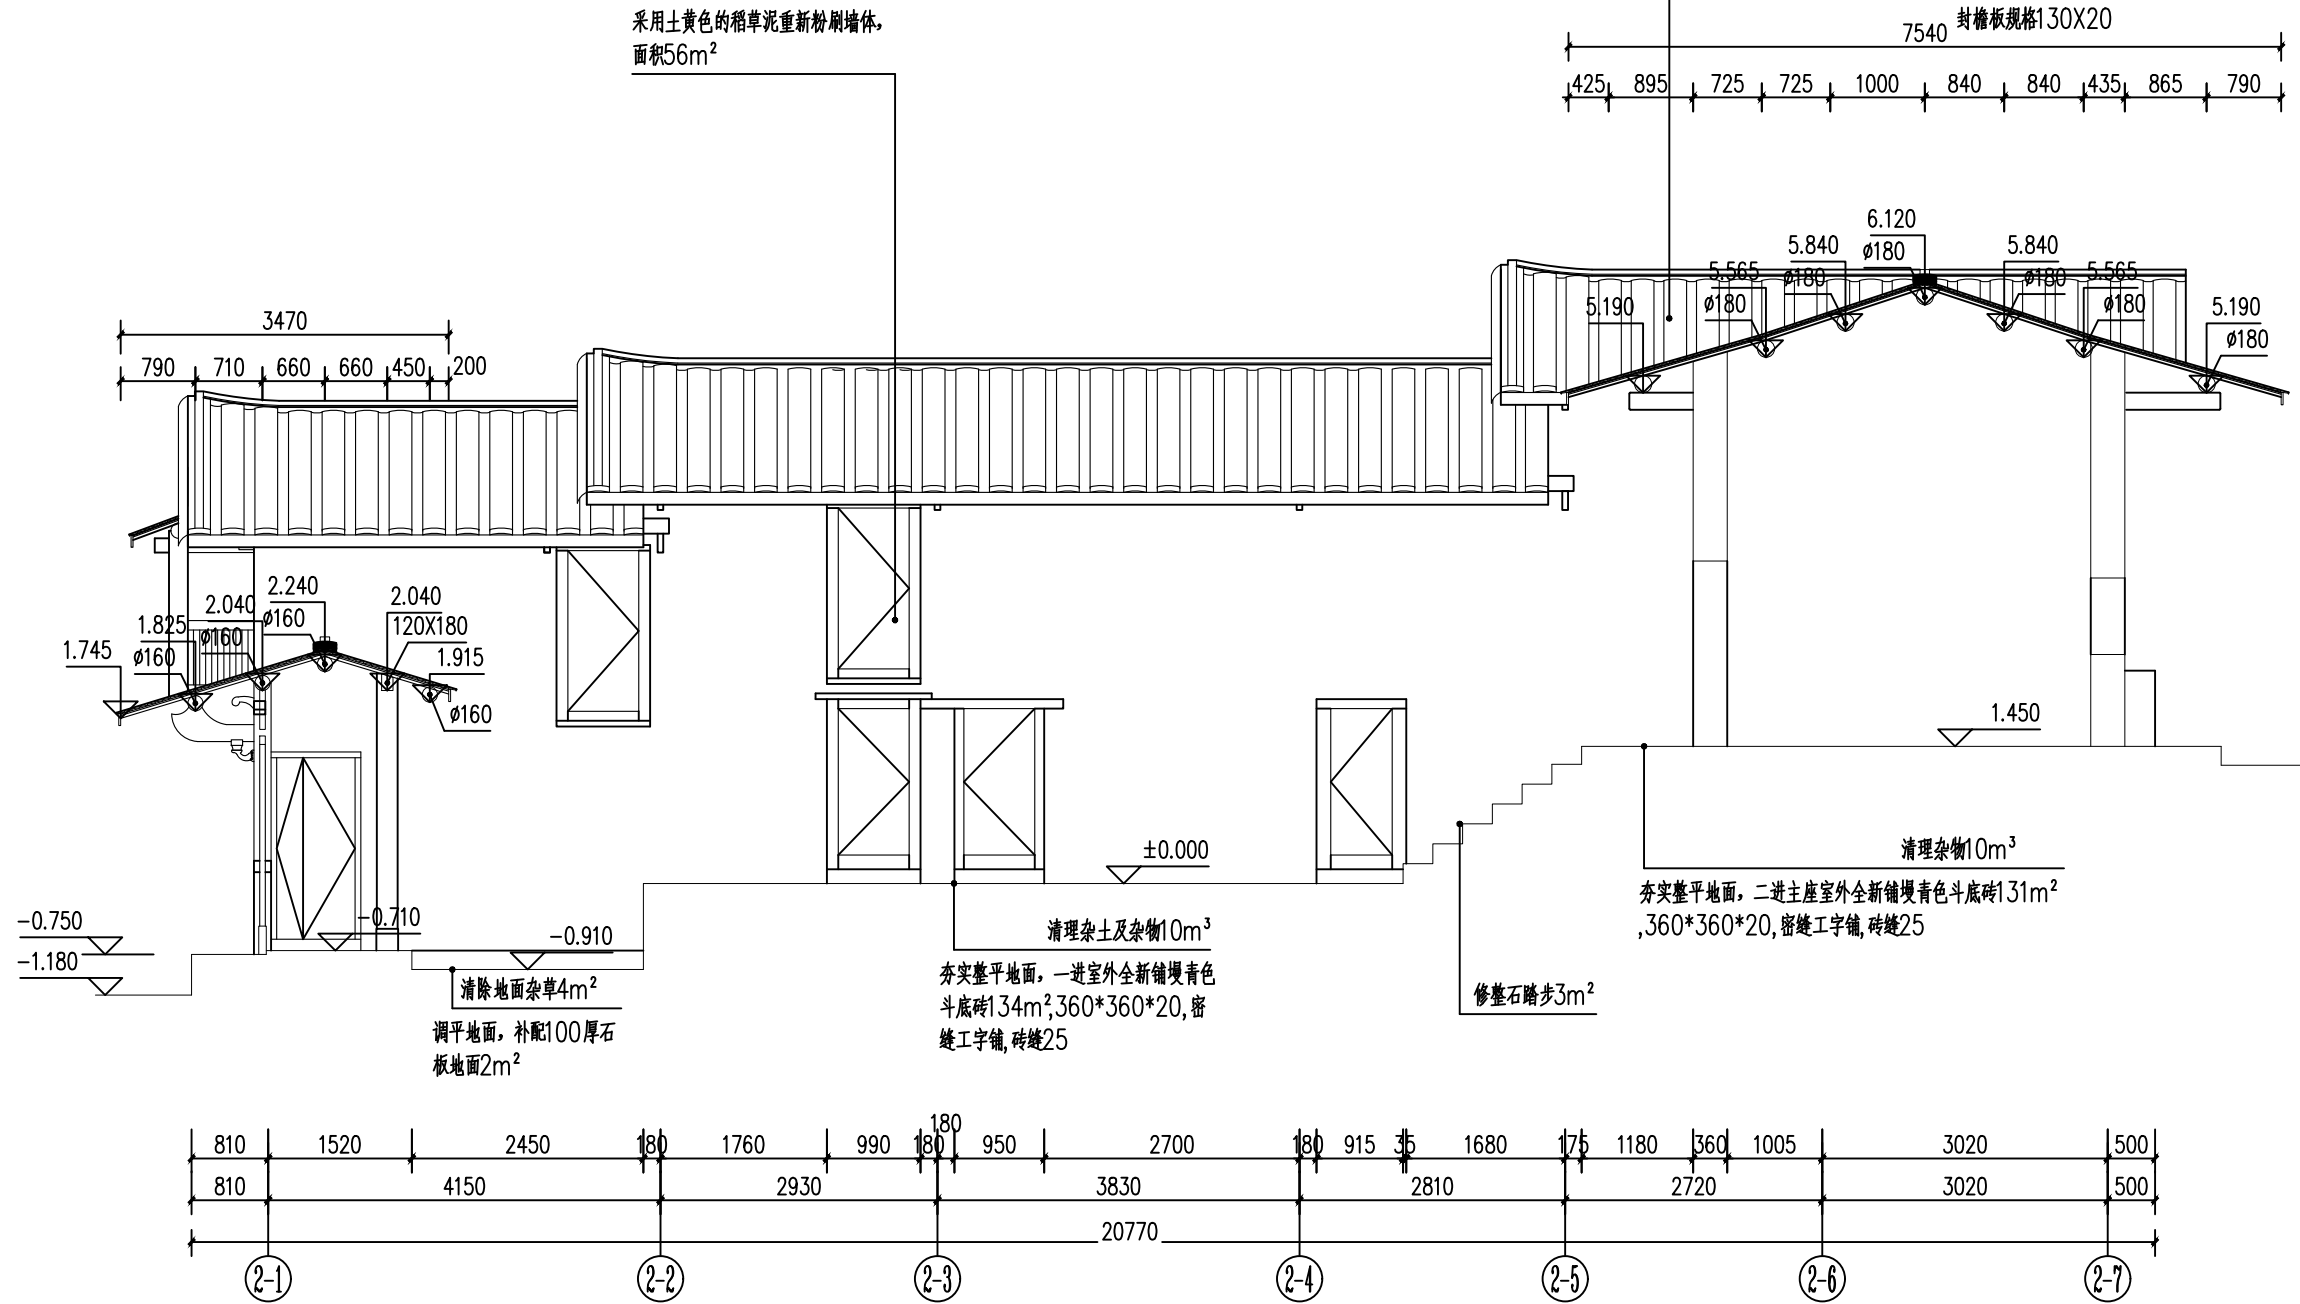 采用土黄色的稻草泥重新粉刷墙体，
面积56m²
封檐板规格130X20
7540
425 895 725 725 1000 840 840 435 865 790
6.120
ø180
5.840
ø180
5.840
ø180
5.565
ø180
5.565
ø180
5.190
5.190
ø180
3470
790 710 660 660 450 200
2.240
ø160
2.040
ø160
2.040
120X180
1.825
ø160
1.745
1.915
ø160
1.450
±0.000
清理杂物10m³
夯实整平地面，二进主座室外全新铺墁青色斗底砖131m²
,360*360*20,密缝工字铺,砖缝25
-0.750
-1.180
-0.710
-0.910
清理杂土及杂物10m³
夯实整平地面，一进室外全新铺墁青色
斗底砖134m²,360*360*20,密
缝工字铺,砖缝25
清除地面杂草4m²
调平地面，补配100厚石
板地面2m²
修整石踏步3m²
180
810 1520 2450 180 1760 990 180 950 2700 180 915 35 1680 175 1180 360 1005 3020 500
810 4150 2930 3830 2810 2720 3020 500
20770
2-1 2-2 2-3 2-4 2-5 2-6 2-7